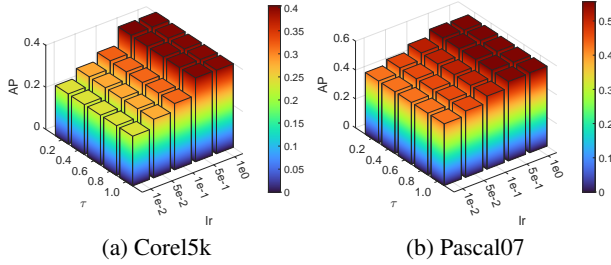 0.4
0.2
0
AP
0.2
0.4
0.6
0.8
1.0
τ
1e-2
5e-2
1e-1
5e-1
1e0
lr
0.4
0.35
0.3
0.25
0.2
0.15
0.1
0.05
0
(a) Corel5k
0.6
0.4
0.2
0
AP
0.2
0.4
0.6
0.8
1.0
τ
1e-2
5e-2
1e-1
5e-1
1e0
lr
0.5
0.4
0.3
0.2
0.1
0
(b) Pascal07